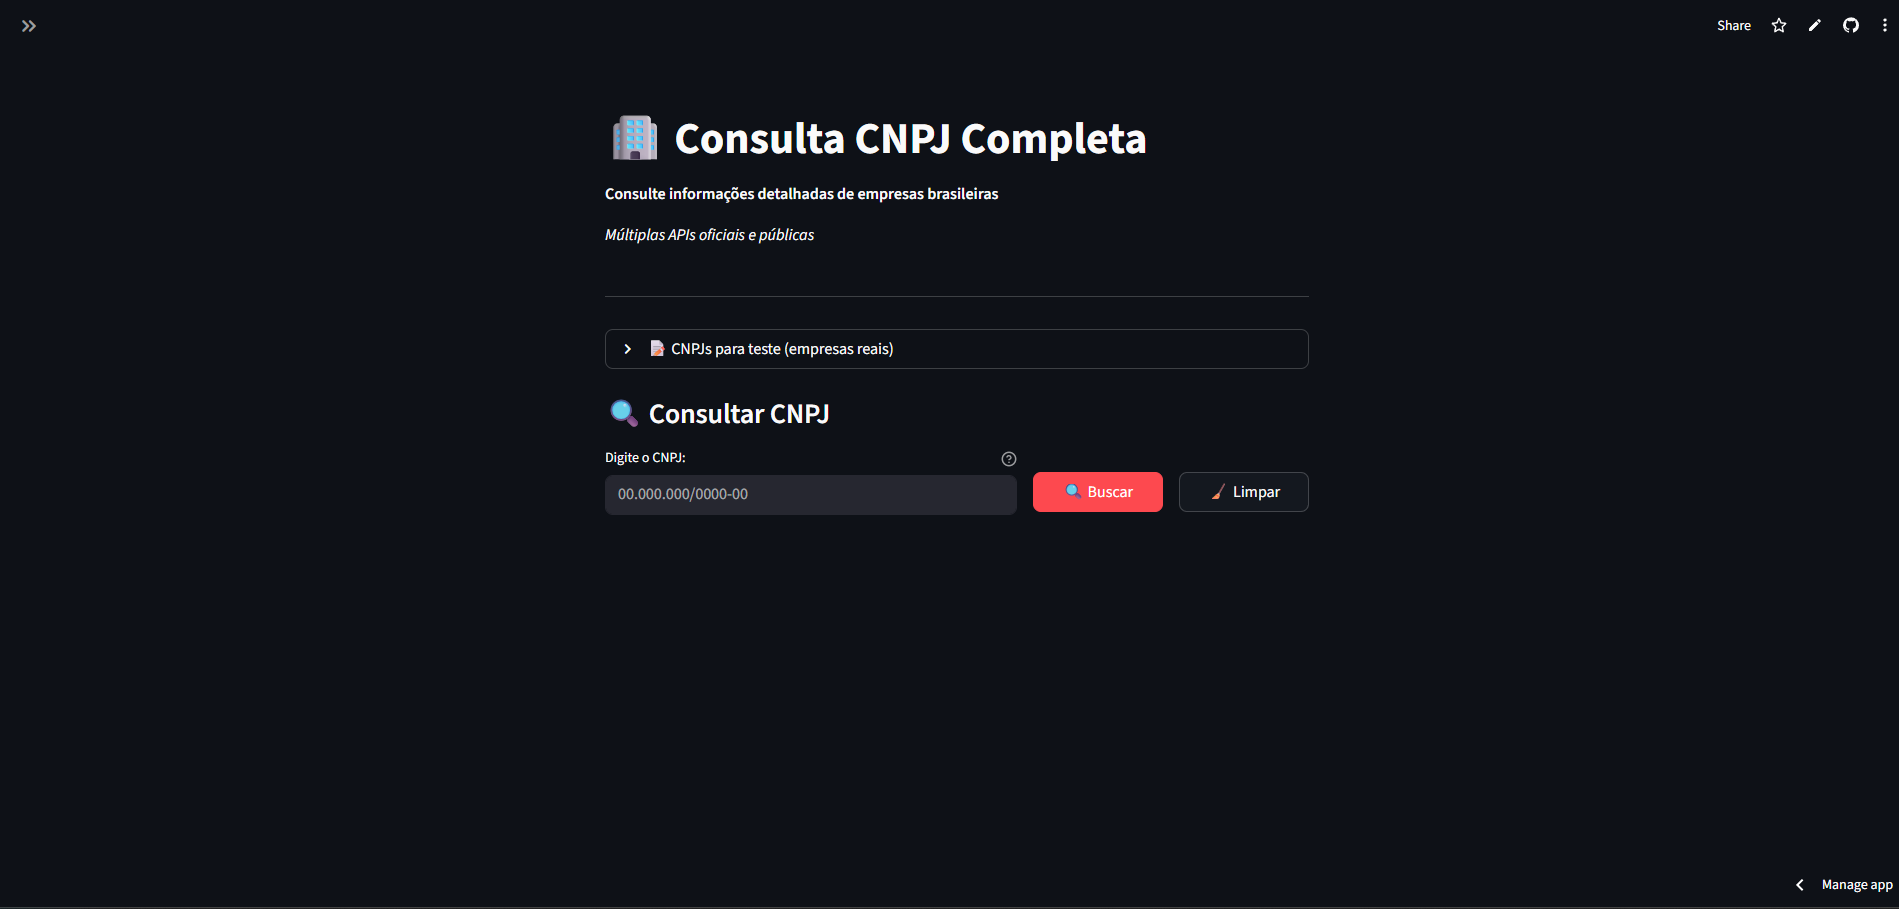 Share
Consulta CNPJ Completa
Consulte informações detalhadas de empresas brasileiras
Múltiplas APIs oficiais e públicas
CNPJs para teste (empresas reais)
Consultar CNPJ
Digite o CNPJ:
00.000.000/0000-00
Buscar
Limpar
Manage app